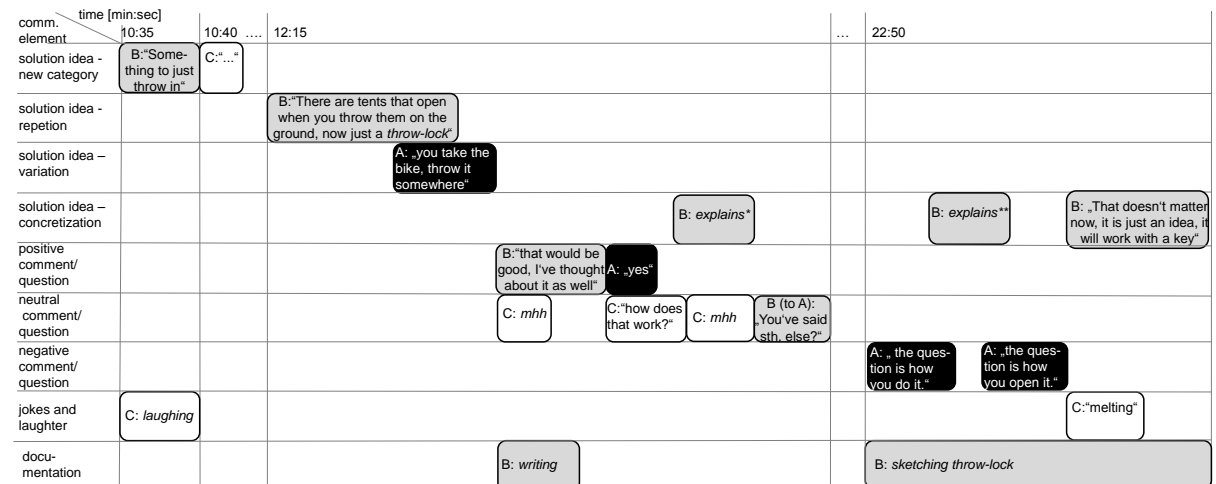 time [min:sec]
comm.
element
10:35
10:40
....
12:15
...
22:50
solution idea -
new category
B:“Some-
thing to just
throw in“
C:“...“
solution idea -
repetion
B:“There are tents that open
when you throw them on the
ground, now just a throw-lock“
solution idea –
variation
A: „you take the
bike, throw it
somewhere“
solution idea –
concretization
B: explains*
B: explains**
B: „That doesn‘t matter
now, it is just an idea, it
will work with a key“
positive
comment/
question
B:“that would be
good, I‘ve thought
about it as well“
A: „yes“
neutral
comment/
question
C: mhh
C:“how does
that work?“
C: mhh
B (to A):
„You‘ve said
sth. else?“
negative
comment/
question
A: „ the ques-
tion is how
you do it.“
A: „the ques-
tion is how
you open it.“
jokes and
laughter
C: laughing
C:“melting“
docu-
mentation
B: writing
B: sketching throw-lock